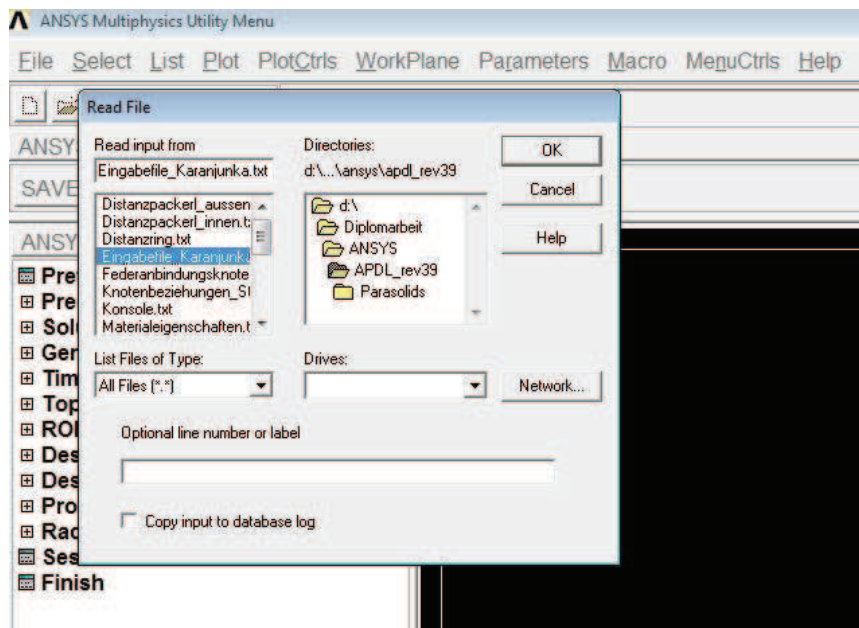 ANSYS Multiphysics Utility Menu
File Select List Plot PlotCtrls WorkPlane Parameters Macro MenuCtrls Help
Read File
ANSY
SAVE
ANSY
Read input from
Eingabefile_Karanjunka.txt
Distanzpackerl_aussen
Distanzpackerl_innen.t
Distanzring.txt
Eingabefile_Karanjunka
Federanbindungsknote
Knotenbeziehungen_S
Konsole.txt
Materialeigenschaften.t
Directories:
d:\...\ansys\apdl_rev39
d:\
Diplomarbeit
ANSYS
APDL_rev39
Parasolids
OK
Cancel
Help
List Files of Type:
All Files (*.*)
Drives:
Network...
Optional line number or label
Copy input to database log
Pre
Pre
Sol
Ger
Tim
Top
RO
Des
Des
Pro
Rac
Ses
Finish